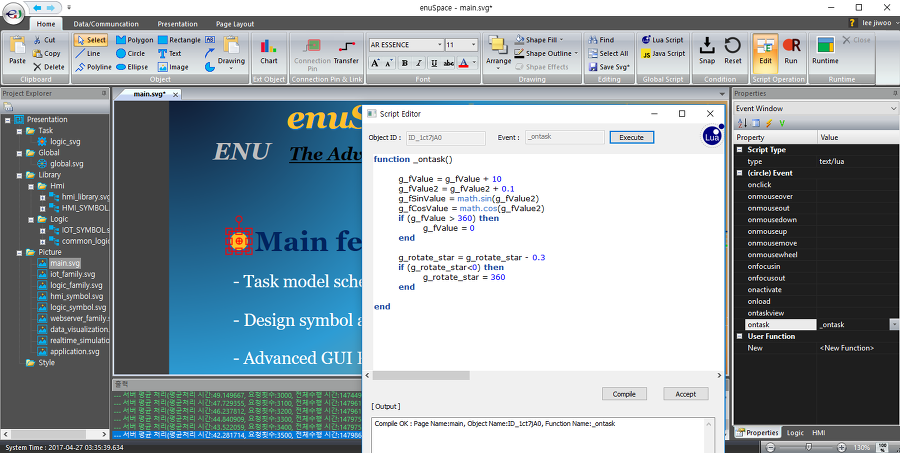 enuSpace - main.svg*
Home Data/Communcation Presentation Page Layout
? lee jiwoo
Paste Cut Copy Delete
Clipboard
Select Polygon Rectangle
Line Circle Text
Polyline Ellipse Image
Drawing
Object
Chart
Ext Object
Connection Pin Transfer
Connection Pin & Link
AR ESSENCE 11
A A B I U abc A
Font
Arrange
Shape Fill
Shape Outline
Shpae Effects
Drawing
Find
Select All
Save Svg*
Editing
Lua Script
Java Script
Global Script
Snap Reset
Condition
Edit Run
Script Operation
Runtime
Close
Runtime
Project Explorer
Presentation
Task
logic_svg
Global
global.svg
Library
Hmi
hmi_library.svg
HMI_SYMBOL.
Logic
IOT_SYMBOL.
common_logic
Picture
main.svg
iot_family.svg
logic_family.svg
hmi_symbol.svg
logic_symbol.svg
webserver_family.
data_visualization.
realtime_simulatio
application.svg
Style
main.svg*
enuS
ENU The Adv
Main fe
- Task model sche
- Design symbol a
- Advanced GUI
Script Editor
Object ID : ID_1ct7jA0 Event : _ontask Execute
Lua
function _ontask()
g_fValue = g_fValue + 10
g_fValue2 = g_fValue2 + 0.1
g_fSinValue = math.sin(g_fValue2)
g_fCosValue = math.cos(g_fValue2)
if (g_fValue > 360) then
g_fValue = 0
end
g_rotate_star = g_rotate_star - 0.3
if (g_rotate_star<0) then
g_rotate_star = 360
end
end
Compile Accept
[ Output ]
Compile OK : Page Name:main, Object Name:ID_1ct7jA0, Function Name: _ontask
출력
.... 서버 평균 처리(평균처리 시간:49.149667, 요청횟수:3000, 전체수행 시간:147449
.... 서버 평균 처리(평균처리 시간:47.729355, 요청횟수:3100, 전체수행 시간:147961
.... 서버 평균 처리(평균처리 시간:46.237812, 요청횟수:3200, 전체수행 시간:147961
.... 서버 평균 처리(평균처리 시간:44.840909, 요청횟수:3300, 전체수행 시간:147975
.... 서버 평균 처리(평균처리 시간:43.522059, 요청횟수:3400, 전체수행 시간:147975
.... 서버 평균 처리(평균처리 시간:42.281714, 요청횟수:3500, 전체수행 시간:147986
Properties
Event Window
Property Value
Script Type
type text/lua
(circle) Event
onclick
onmouseover
onmouseout
onmousedown
onmouseup
onmousemove
onmousewheel
onfocusin
onfocusout
onactivate
onload
ontaskview
ontask _ontask
User Function
New <New Function>
Properties Logic HMI
System Time : 2017-04-27 03:35:39.634
130% 100 %